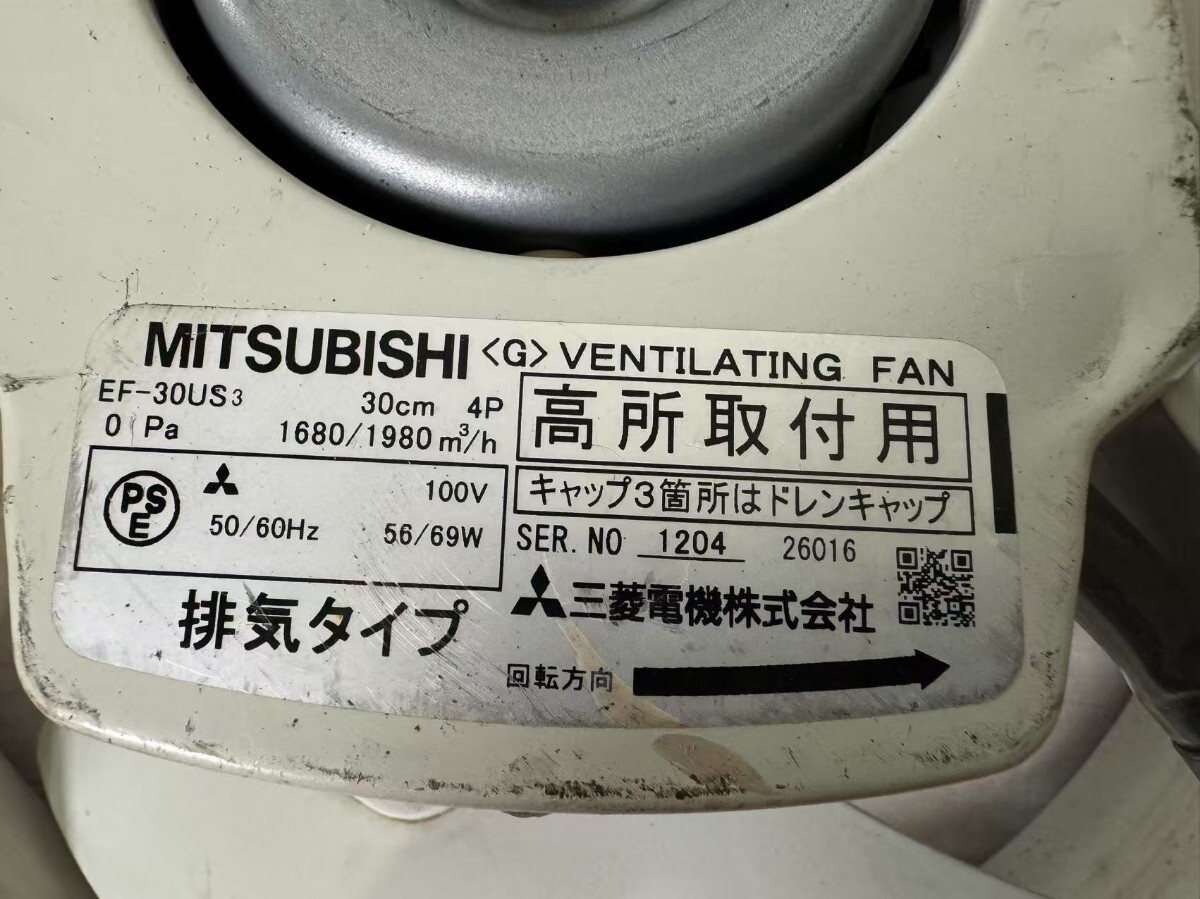 MITSUBISHI <G> VENTILATING FAN
EF-30US3 30cm 4P
0 Pa 1680/1980 m³/h
高所取付用
キャップ3箇所はドレンキャップ
PSE
100V
50/60Hz 56/69W
SER. NO 1204 26016
排気タイプ
三菱電機株式会社
回転方向